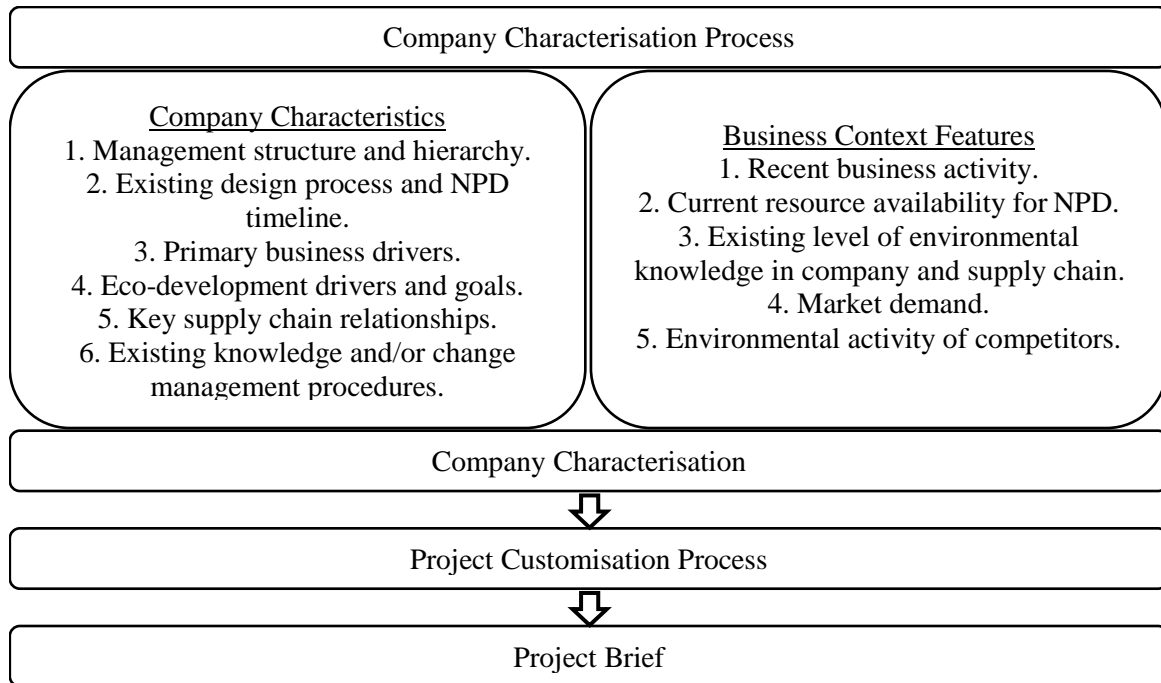 Company Characterisation Process
Company Characteristics
1. Management structure and hierarchy.
2. Existing design process and NPD
timeline.
3. Primary business drivers.
4. Eco-development drivers and goals.
5. Key supply chain relationships.
6. Existing knowledge and/or change
management procedures.
Business Context Features
1. Recent business activity.
2. Current resource availability for NPD.
3. Existing level of environmental
knowledge in company and supply chain.
4. Market demand.
5. Environmental activity of competitors.
Company Characterisation
Project Customisation Process
Project Brief